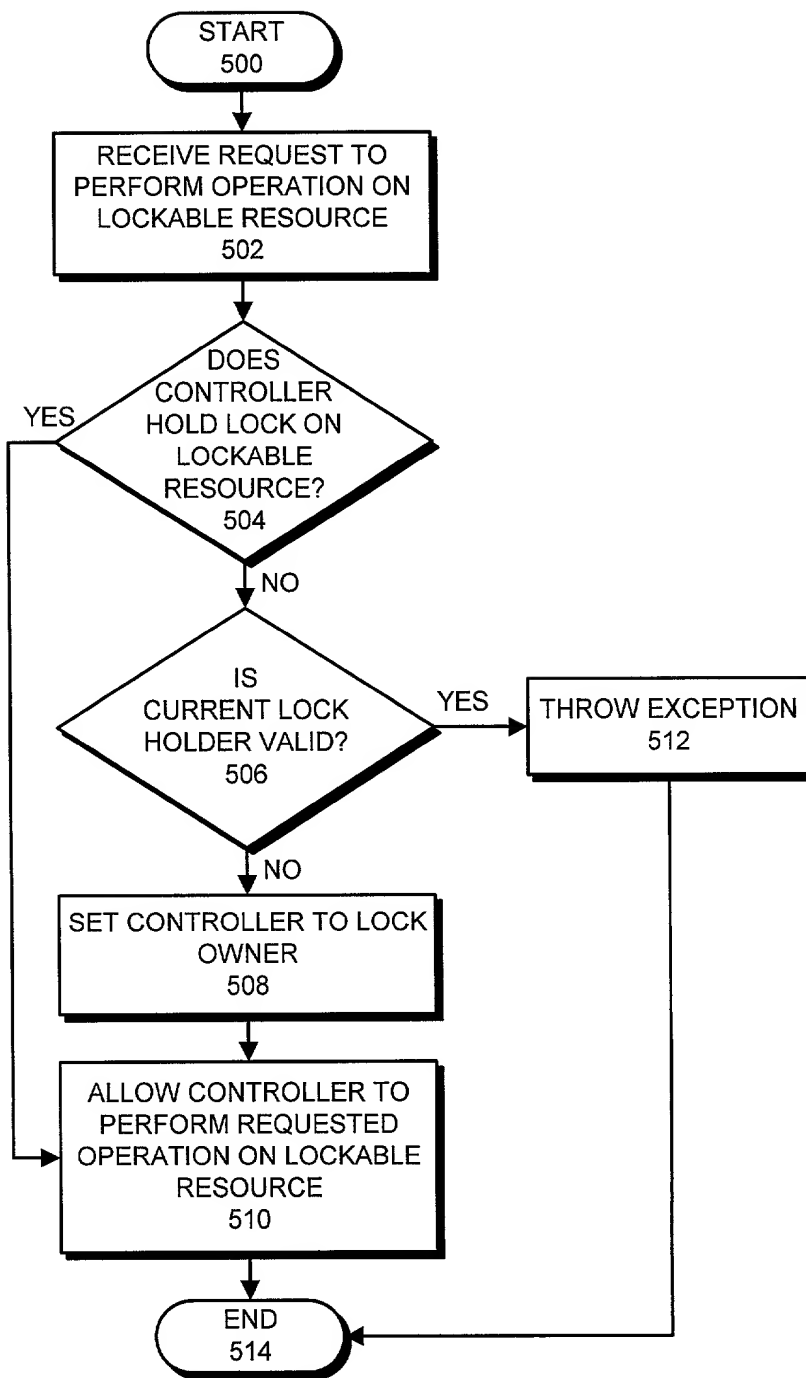 START
500
RECEIVE REQUEST TO
PERFORM OPERATION ON
LOCKABLE RESOURCE
502
DOES
CONTROLLER
HOLD LOCK ON
LOCKABLE
RESOURCE?
504
YES
NO
IS
CURRENT LOCK
HOLDER VALID?
506
YES
THROW EXCEPTION
512
NO
SET CONTROLLER TO LOCK
OWNER
508
ALLOW CONTROLLER TO
PERFORM REQUESTED
OPERATION ON LOCKABLE
RESOURCE
510
END
514